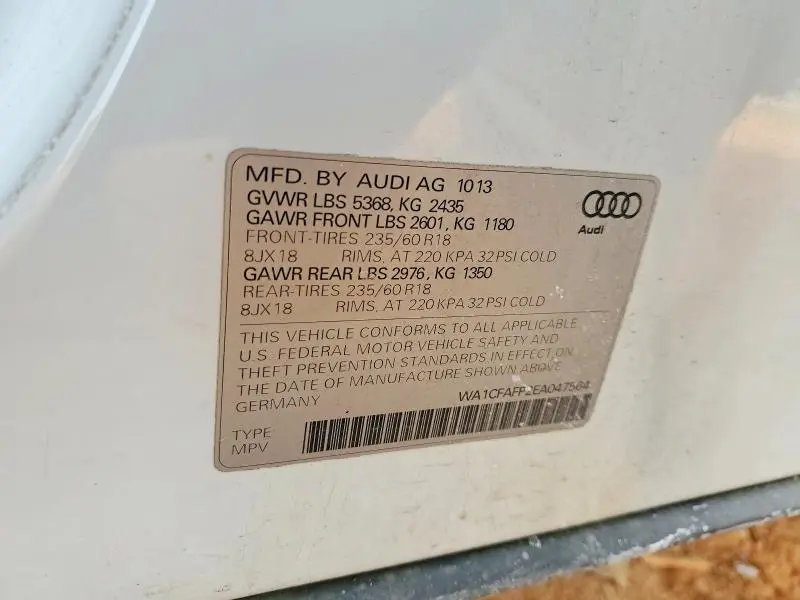 MFD. BY AUDI AG 10 13
GVWR LBS 5368, KG 2435
GAWR FRONT LBS 2601, KG 1180
FRONT-TIRES 235/60 R18
8JX18 RIMS, AT 220 KPA 32 PSI COLD
GAWR REAR LBS 2976, KG 1350
REAR-TIRES 235/60 R18
8JX18 RIMS, AT 220 KPA 32 PSI COLD
Audi
THIS VEHICLE CONFORMS TO ALL APPLICABLE
U.S. FEDERAL MOTOR VEHICLE SAFETY AND
THEFT PREVENTION STANDARDS IN EFFECT ON
THE DATE OF MANUFACTURE SHOWN ABOVE
GERMANY
WA1CFAFP2EA047564
TYPE
MPV